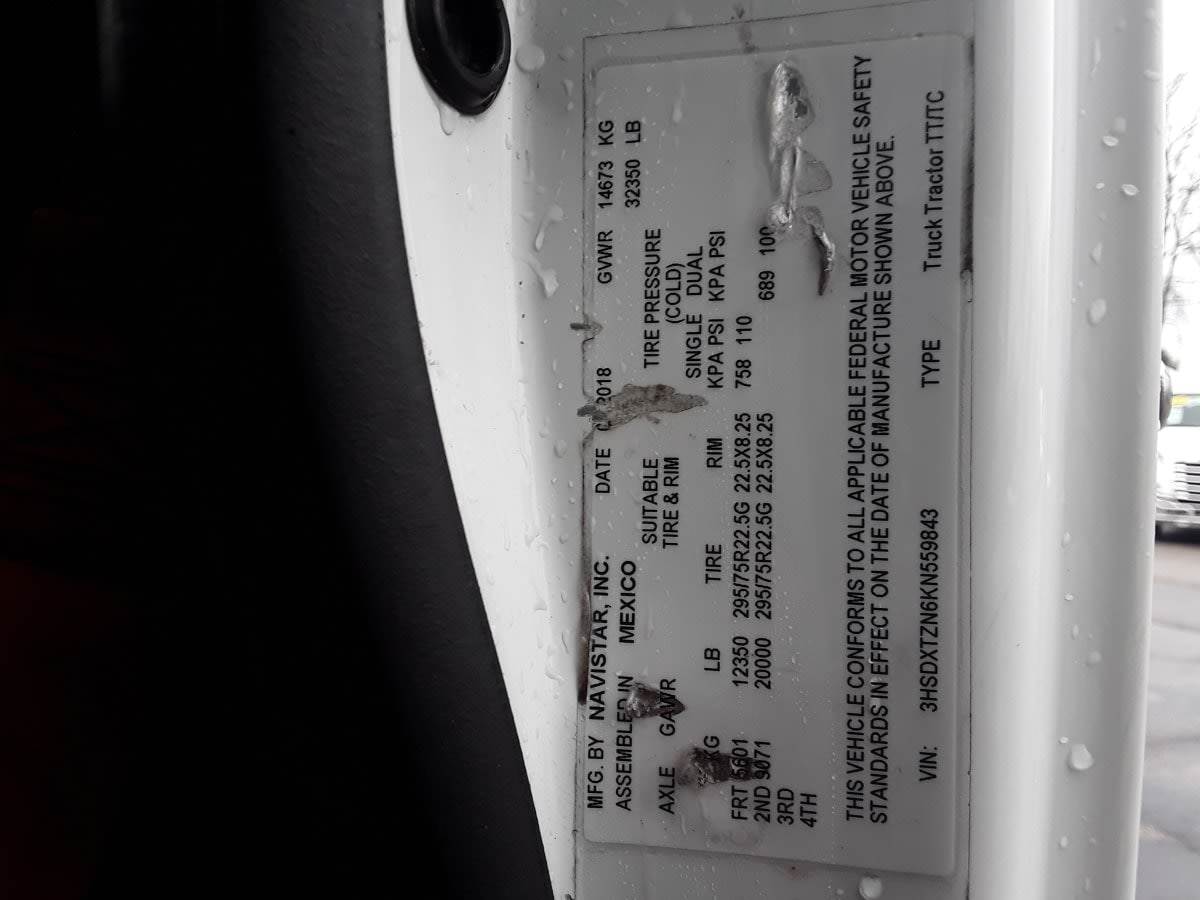 MFG. BY NAVISTAR, INC. DATE 2018 GVWR 14673 KG
ASSEMBLED IN MEXICO 32350 LB
SUITABLE TIRE PRESSURE
AXLE GAWR TIRE & RIM (COLD)
SINGLE DUAL
KG LB TIRE RIM KPA PSI KPA PSI
FRT 5601 12350 295/75R22.5G 22.5X8.25 758 110
2ND 9071 20000 295/75R22.5G 22.5X8.25 689 100
3RD
4TH
THIS VEHICLE CONFORMS TO ALL APPLICABLE FEDERAL MOTOR VEHICLE SAFETY
STANDARDS IN EFFECT ON THE DATE OF MANUFACTURE SHOWN ABOVE.
VIN: 3HSDXTZN6KN559843 TYPE Truck Tractor TT/TC